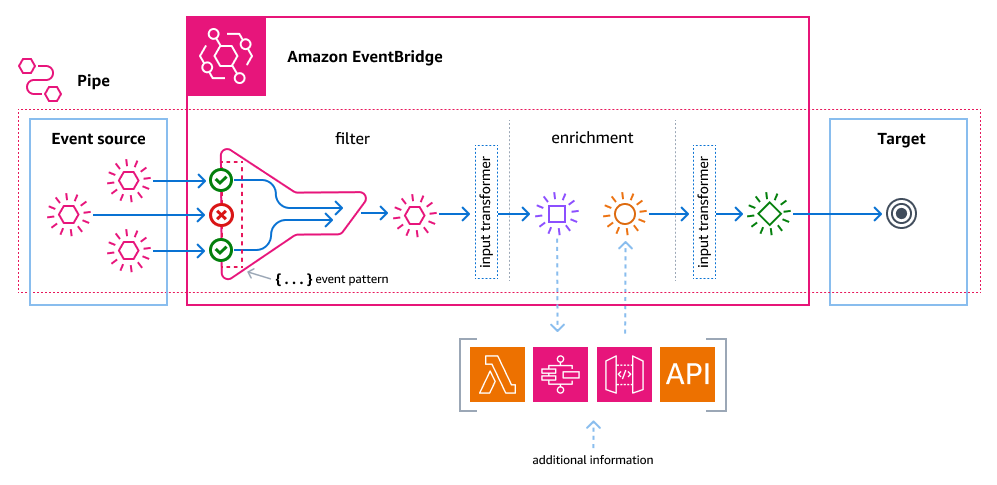 Amazon EventBridge
Pipe
Event source
filter
enrichment
Target
input transformer
input transformer
{ . . . } event pattern
</>
API
additional information